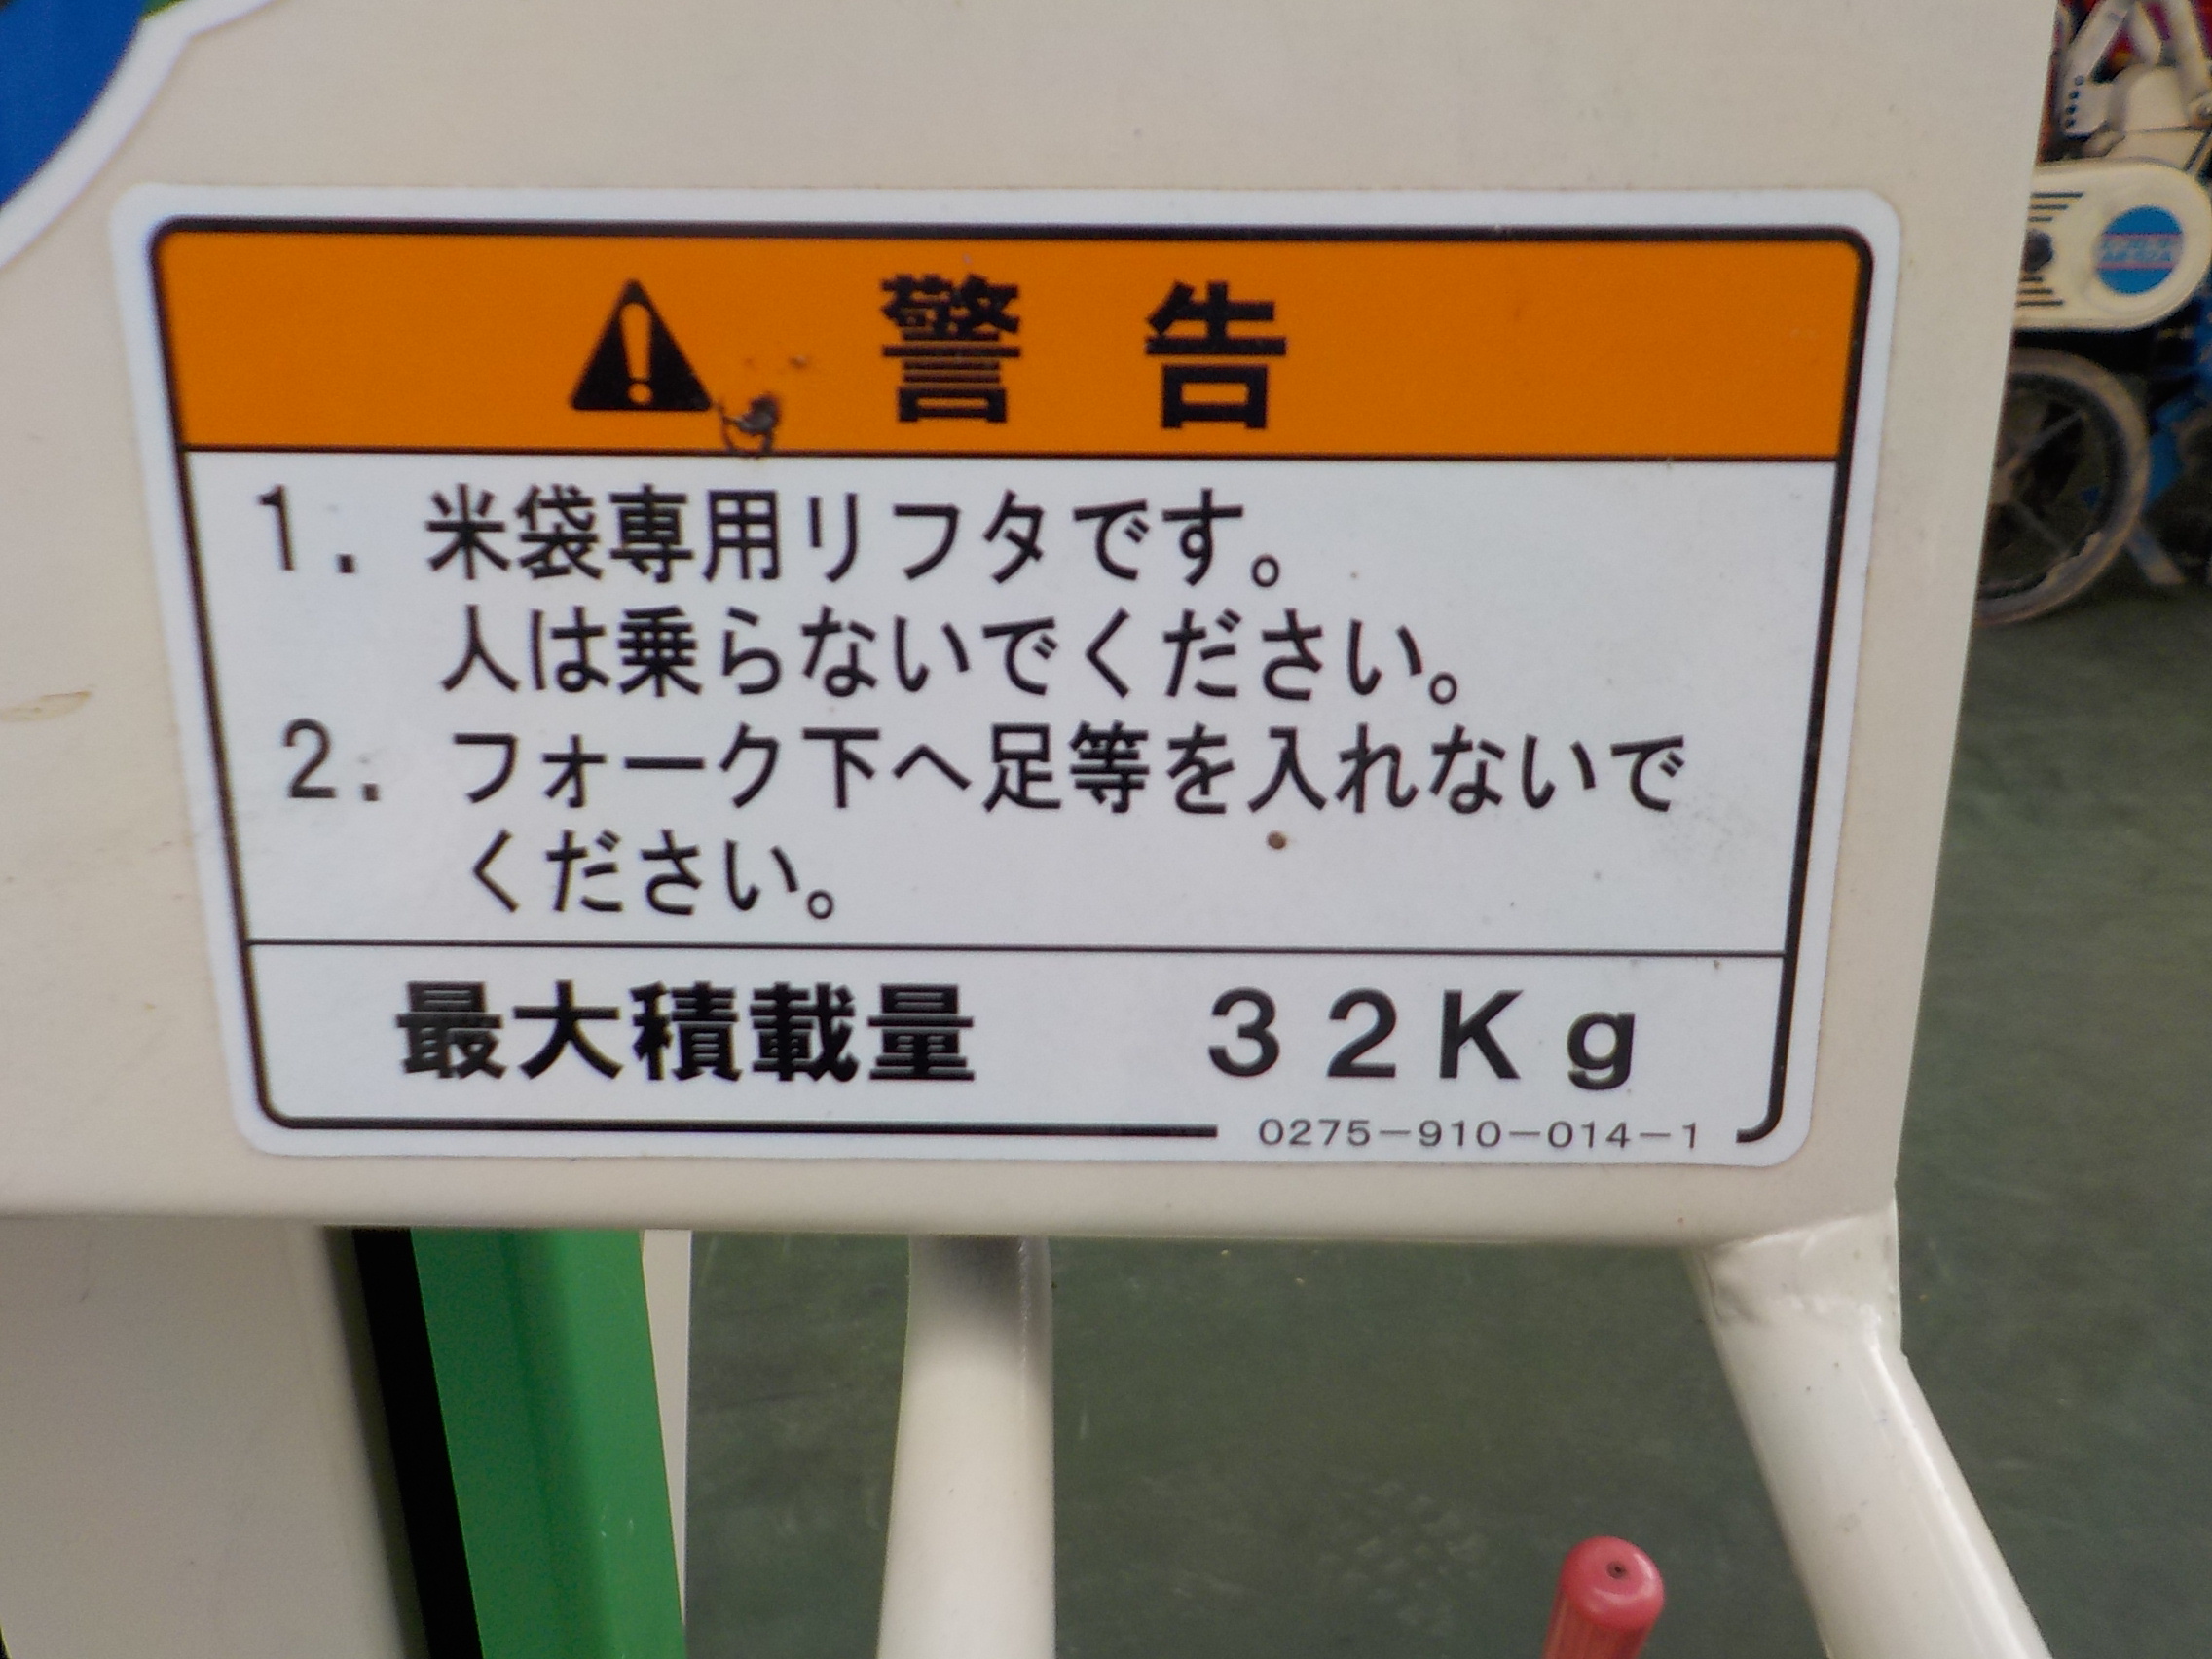 警告
1. 米袋専用リフタです。
人は乗らないでください。
2. フォーク下へ足等を入れないで
ください。
最大積載量 32Kg
0275-910-014-1